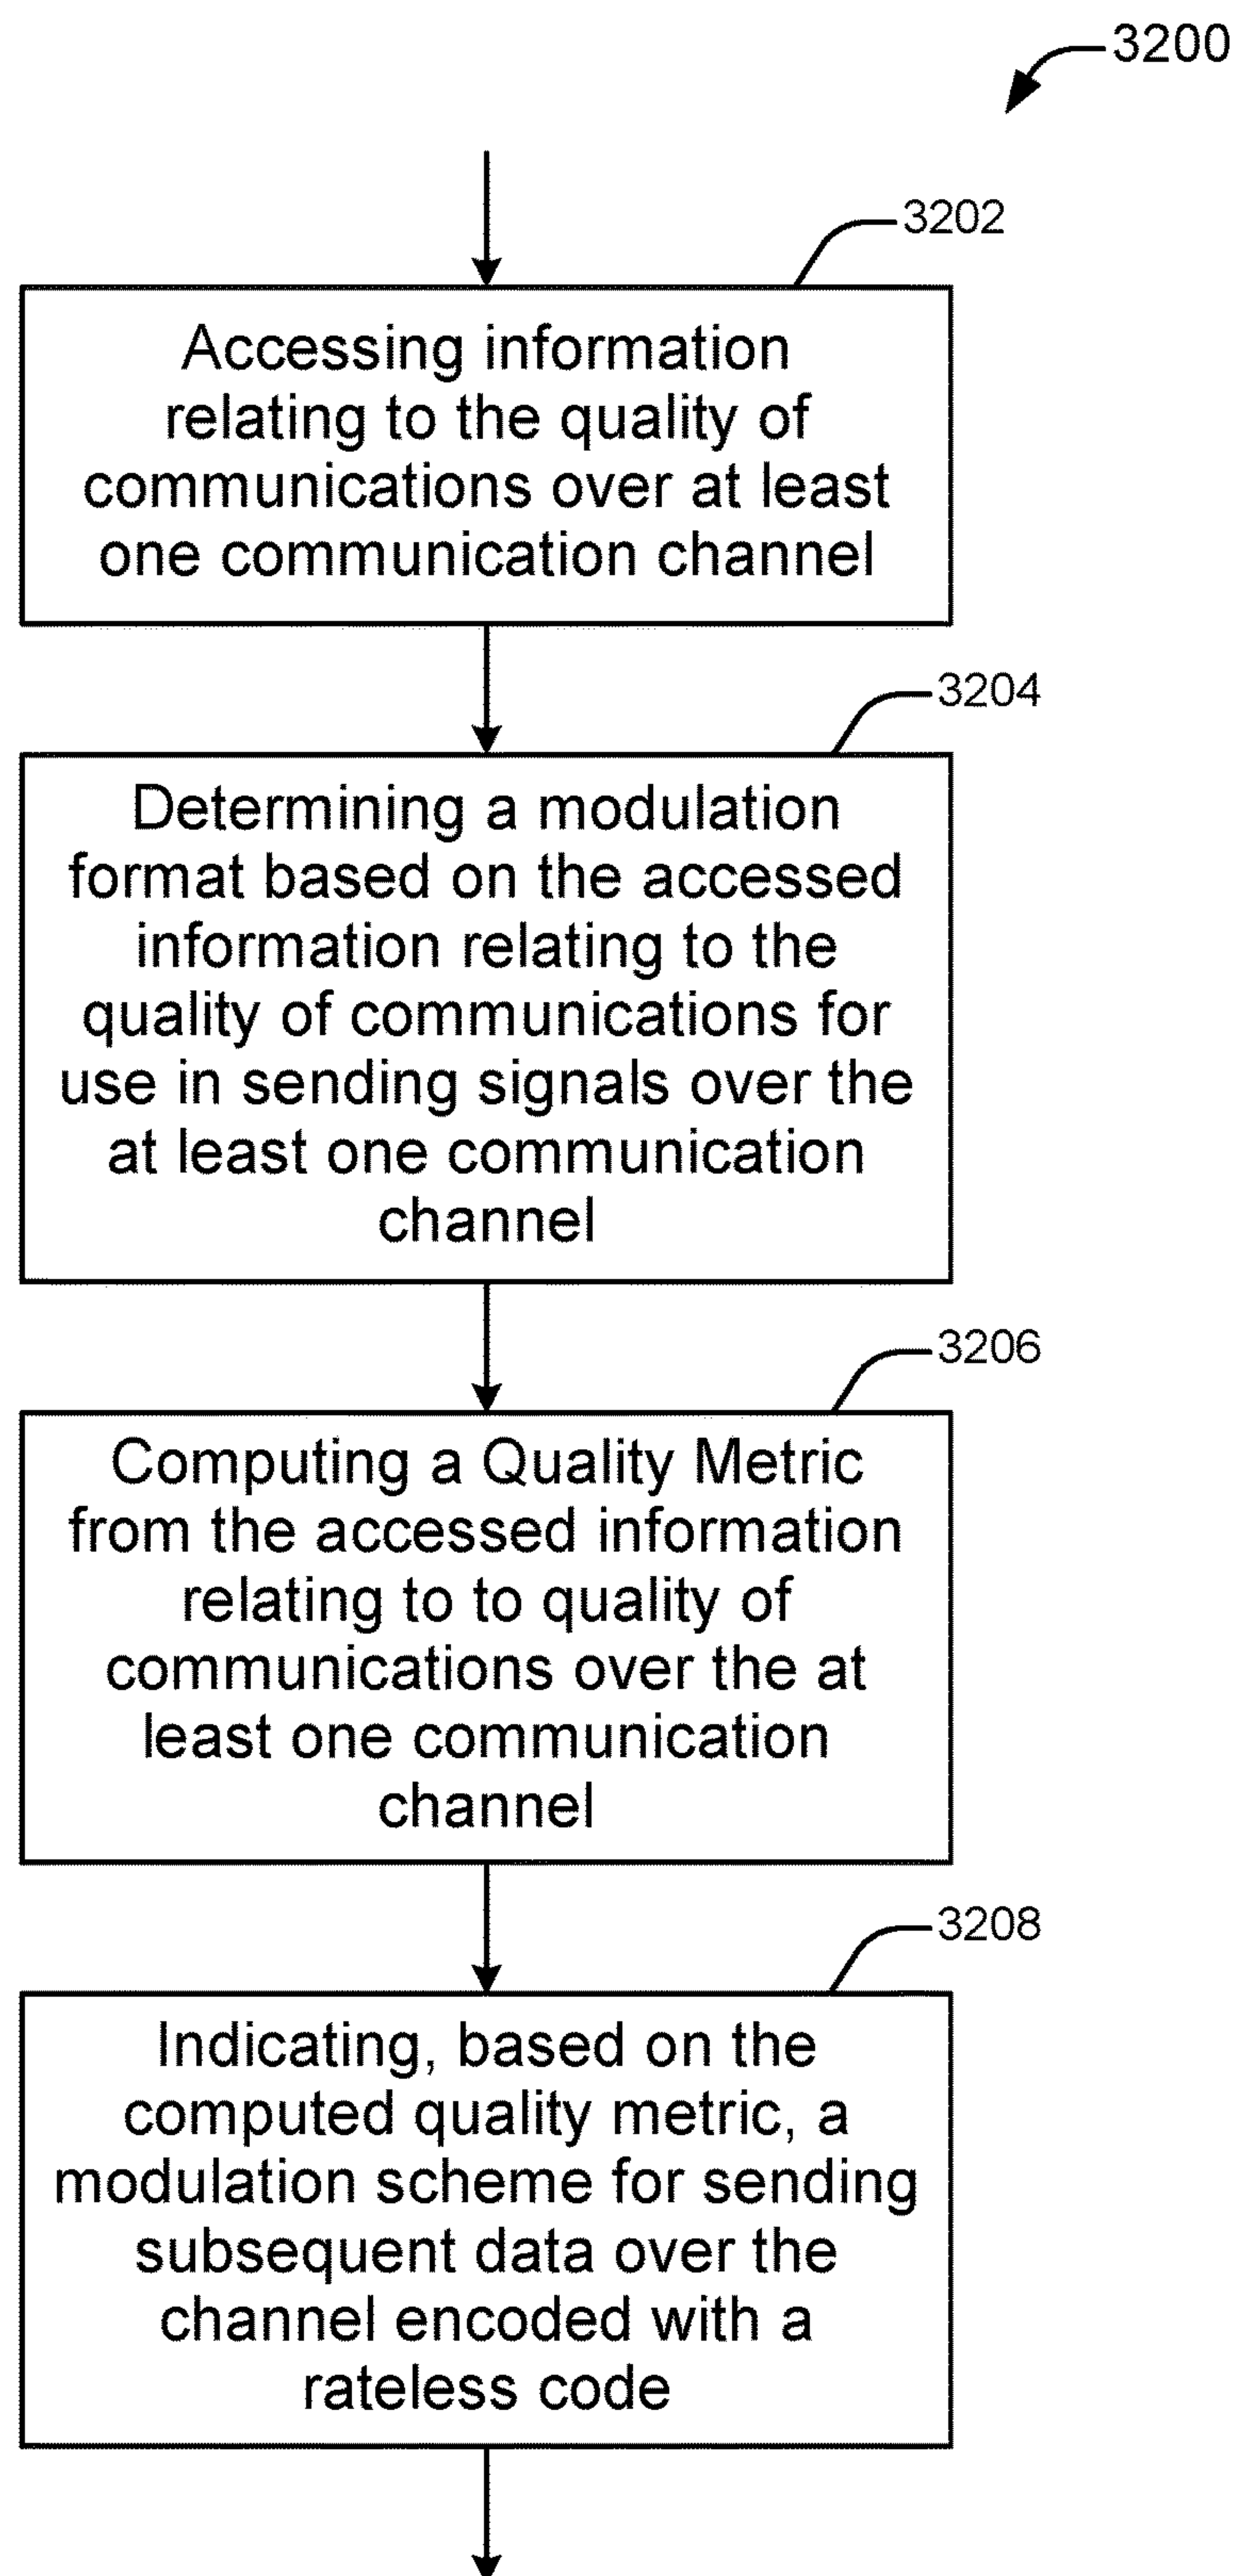 3200
3202
Accessing information
relating to the quality of
communications over at least
one communication channel
3204
Determining a modulation
format based on the accessed
information relating to the
quality of communications for
use in sending signals over the
at least one communication
channel
3206
Computing a Quality Metric
from the accessed information
relating to to quality of
communications over the at
least one communication
channel
3208
Indicating, based on the
computed quality metric, a
modulation scheme for sending
subsequent data over the
channel encoded with a
rateless code